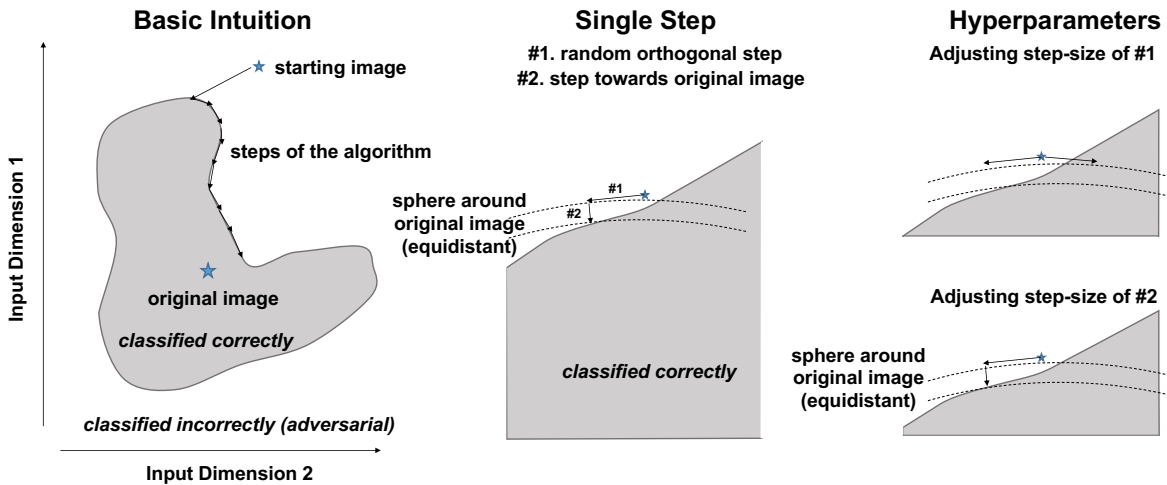 Basic Intuition
starting image
steps of the algorithm
original image
classified correctly
classified incorrectly (adversarial)
Input Dimension 1
Input Dimension 2
Single Step
#1. random orthogonal step
#2. step towards original image
#1
#2
sphere around
original image
(equidistant)
classified correctly
Hyperparameters
Adjusting step-size of #1
Adjusting step-size of #2
sphere around
original image
(equidistant)